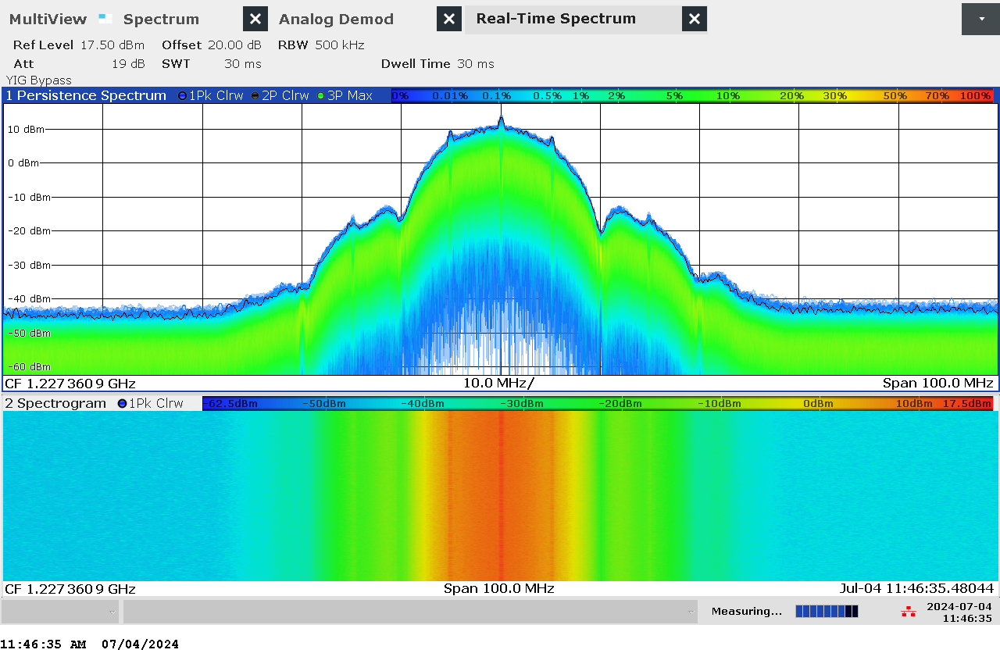 MultiView Spectrum Analog Demod Real-Time Spectrum
Ref Level 17.50 dBm Offset 20.00 dB RBW 500 kHz
Att 19 dB SWT 30 ms Dwell Time 30 ms
YIG Bypass
1 Persistence Spectrum 1Pk Clrw 2P Clrw 3P Max 0% 0.01% 0.1% 0.5% 1% 2% 5% 10% 20% 30% 50% 70% 100%
10 dBm
0 dBm
-10 dBm
-20 dBm
-30 dBm
-40 dBm
-50 dBm
-60 dBm
CF 1.227 360 9 GHz 10.0 MHz/ Span 100.0 MHz
2 Spectrogram 1Pk Clrw -62.5dBm -50dBm -40dBm -30dBm -20dBm -10dBm 0dBm 10dBm 17.5dBm
CF 1.227 360 9 GHz Span 100.0 MHz Jul-04 11:46:35.48044
Measuring... 2024-07-04
11:46:35
11:46:35 AM 07/04/2024